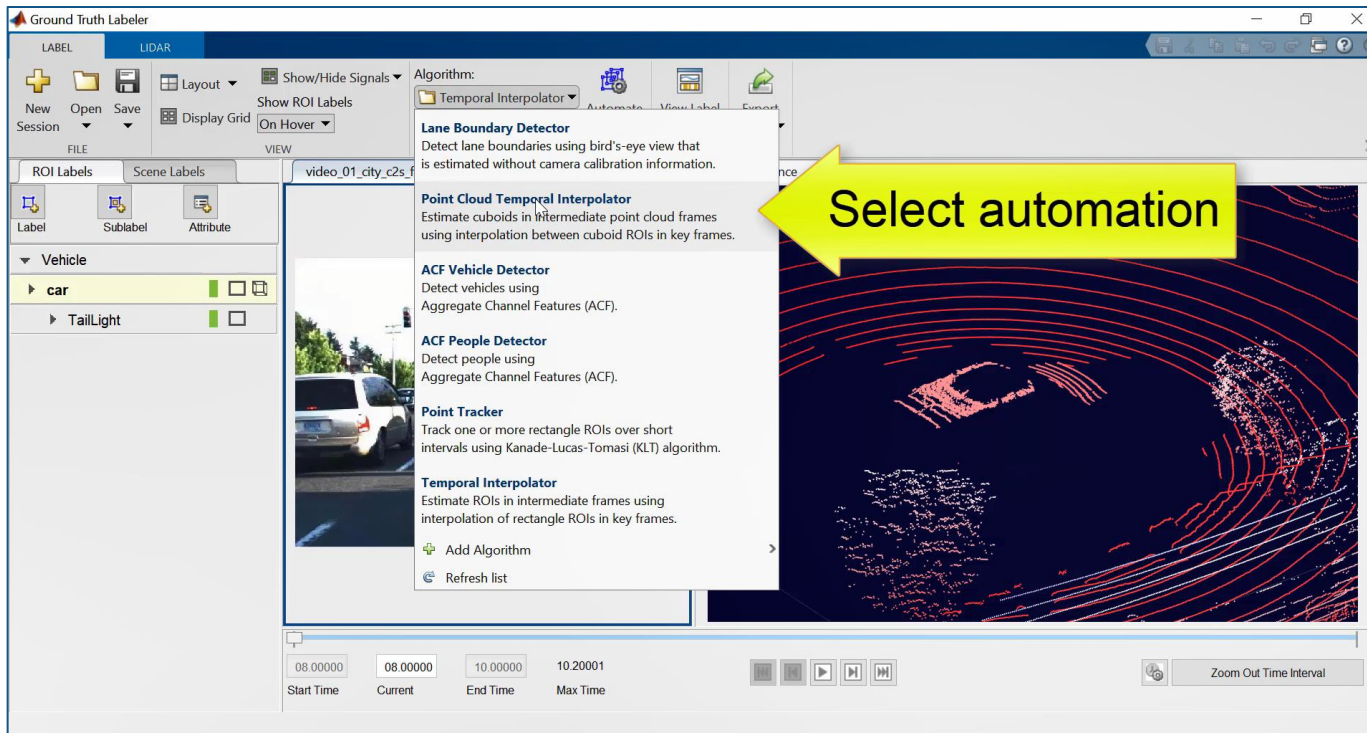 Ground Truth Labeler
LABEL
LIDAR
New Session
Open
Save
FILE
Layout
Display Grid
Show/Hide Signals
Show ROI Labels
On Hover
VIEW
Algorithm:
Temporal Interpolator
Automate
View Label
Export
ROI Labels
Scene Labels
Label
Sublabel
Attribute
Vehicle
car
TailLight
video_01_city_c2s_f
Lane Boundary Detector
Detect lane boundaries using bird's-eye view that
is estimated without camera calibration information.
Point Cloud Temporal Interpolator
Estimate cuboids in intermediate point cloud frames
using interpolation between cuboid ROIs in key frames.
ACF Vehicle Detector
Detect vehicles using
Aggregate Channel Features (ACF).
ACF People Detector
Detect people using
Aggregate Channel Features (ACF).
Point Tracker
Track one or more rectangle ROIs over short
intervals using Kanade-Lucas-Tomasi (KLT) algorithm.
Temporal Interpolator
Estimate ROIs in intermediate frames using
interpolation of rectangle ROIs in key frames.
Add Algorithm
Refresh list
Select automation
08.00000
08.00000
10.00000
10.20001
Start Time
Current
End Time
Max Time
Zoom Out Time Interval